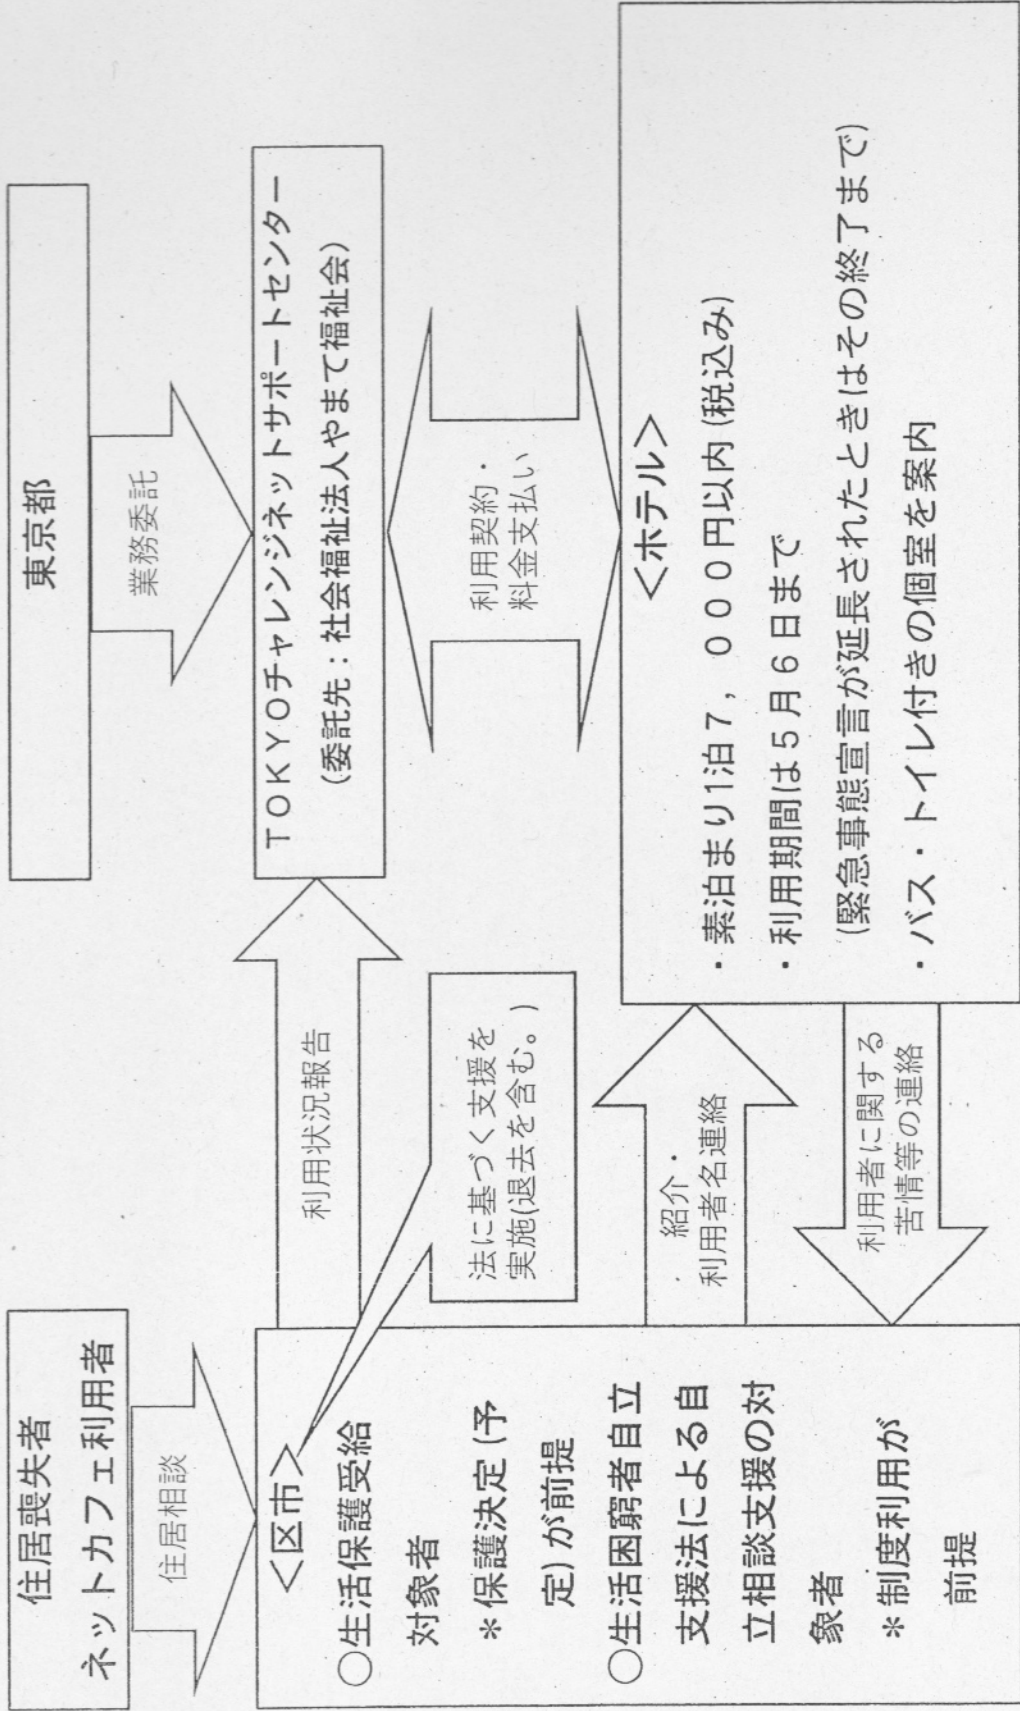 住居喪失者
ネットカフェ利用者
住居相談
<区市>
○生活保護受給
対象者
*保護決定(予
定)が前提
○生活困窮者自立
支援法による自
立相談支援の対
象者
*制度利用が
前提
法に基づく支援を
実施(退去を含む。)
利用状況報告
紹介・
利用者名連絡
利用者に関する
苦情等の連絡
東京都
業務委託
TOKYOチャレンジネットサポートセンター
(委託先:社会福祉法人やまて福祉会)
利用契約・
料金支払い
<ホテル>
・素泊まり1泊7,000円以内(税込み)
・利用期間は5月6日まで
(緊急事態宣言が延長されたときはその終了まで)
・バス・トイレ付きの個室を案内